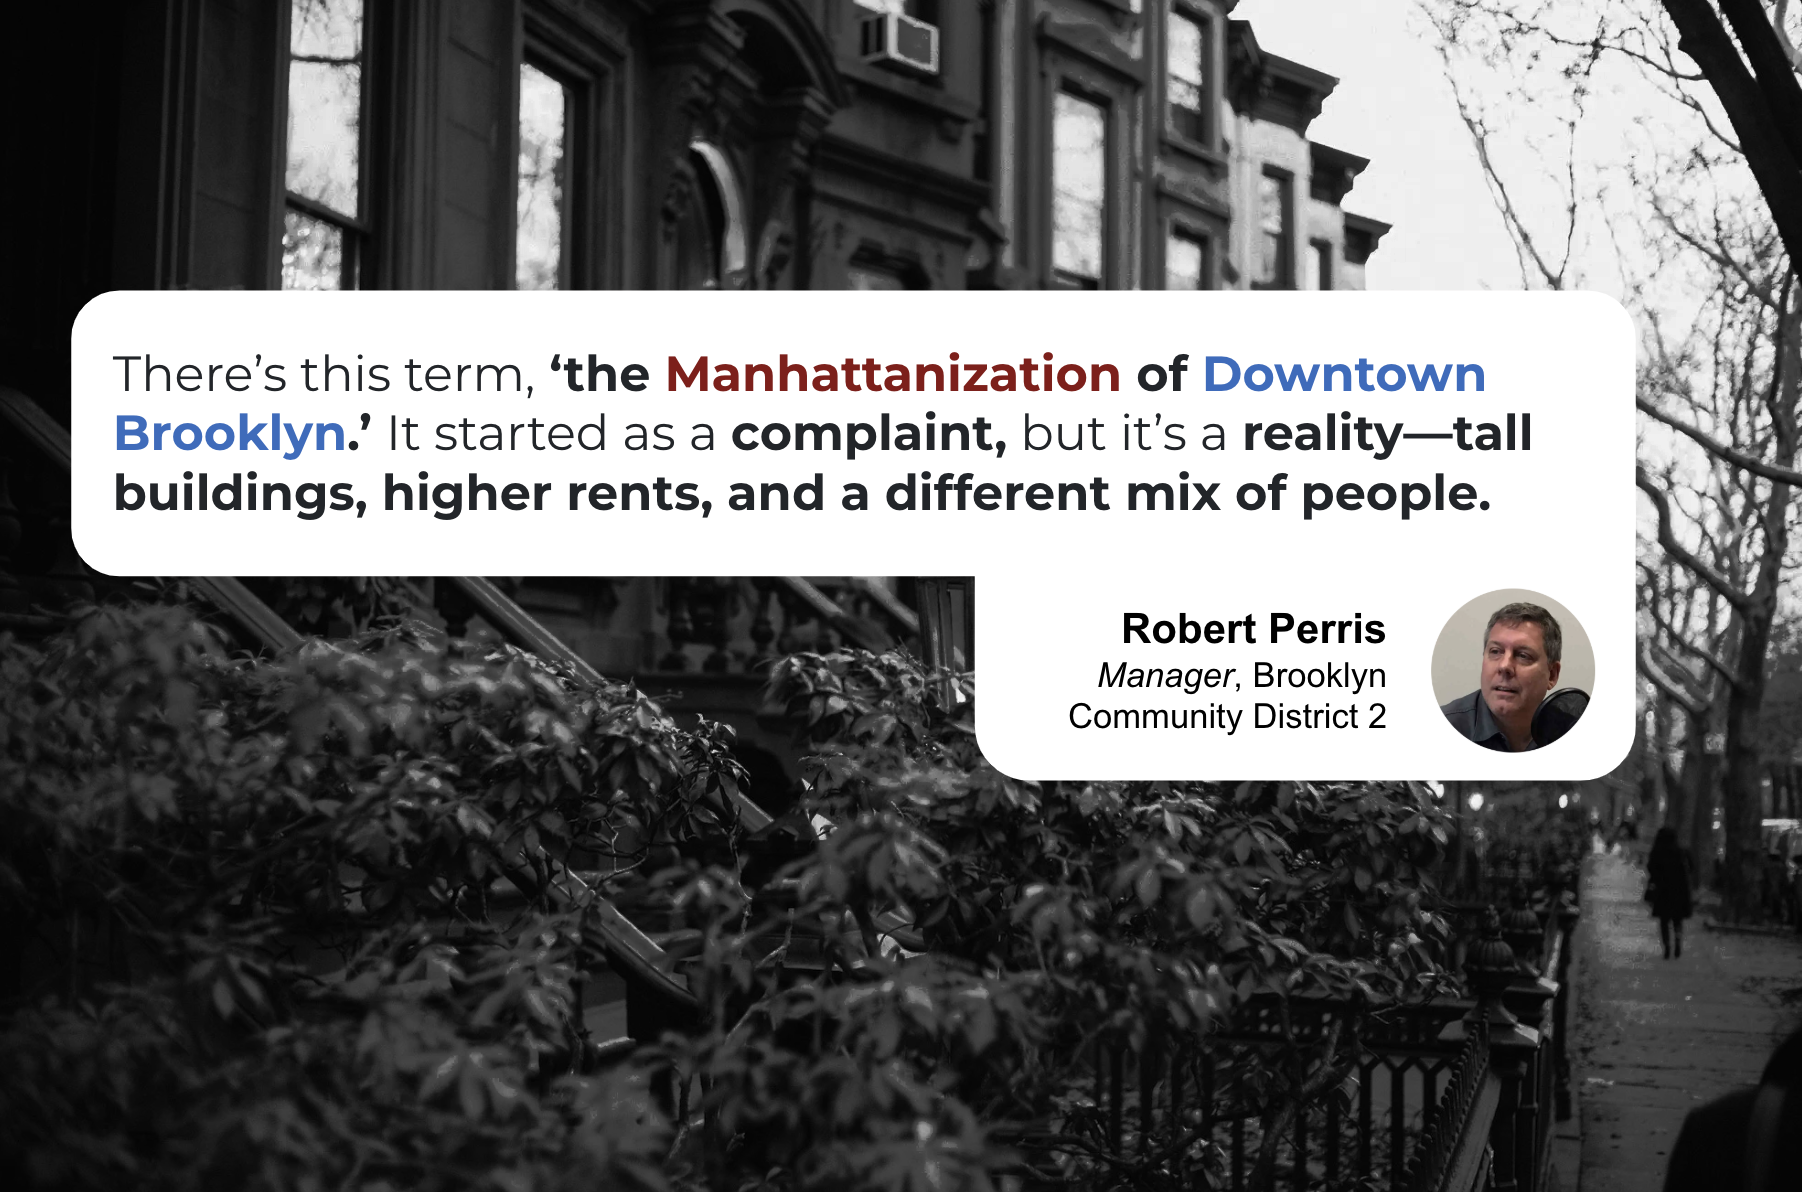 There’s this term, ‘the Manhattanization of Downtown
Brooklyn.’ It started as a complaint, but it’s a reality—tall
buildings, higher rents, and a different mix of people.
Robert Perris
Manager, Brooklyn
Community District 2